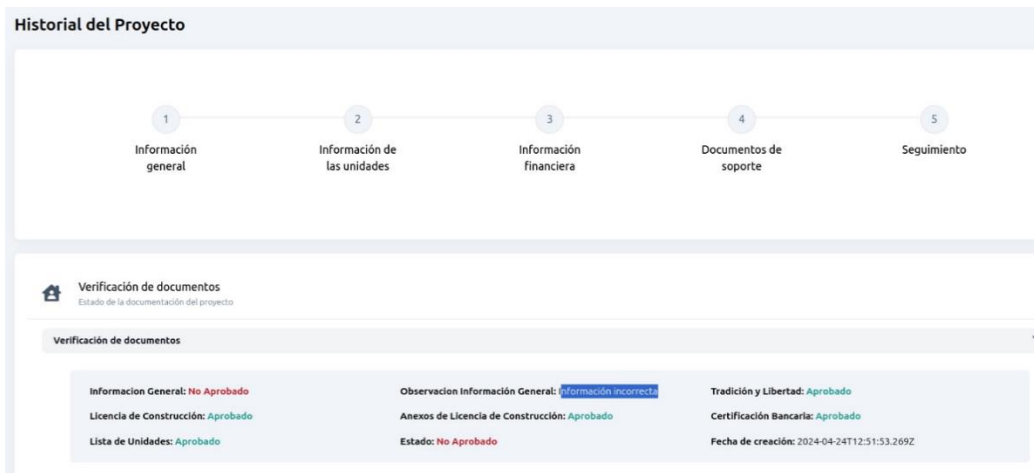 Historial del Proyecto
1 2 3 4 5
Información general
Información de las unidades
Información financiera
Documentos de soporte
Seguimiento
Verificación de documentos
Estado de la documentación del proyecto
Verificación de documentos
Informacion General: No Aprobado
Observacion Información General: Información incorrecta
Tradición y Libertad: Aprobado
Licencia de Construcción: Aprobado
Anexos de Licencia de Construcción: Aprobado
Certificación Bancaria: Aprobado
Lista de Unidades: Aprobado
Estado: No Aprobado
Fecha de creación: 2024-04-24T12:51:53.269Z